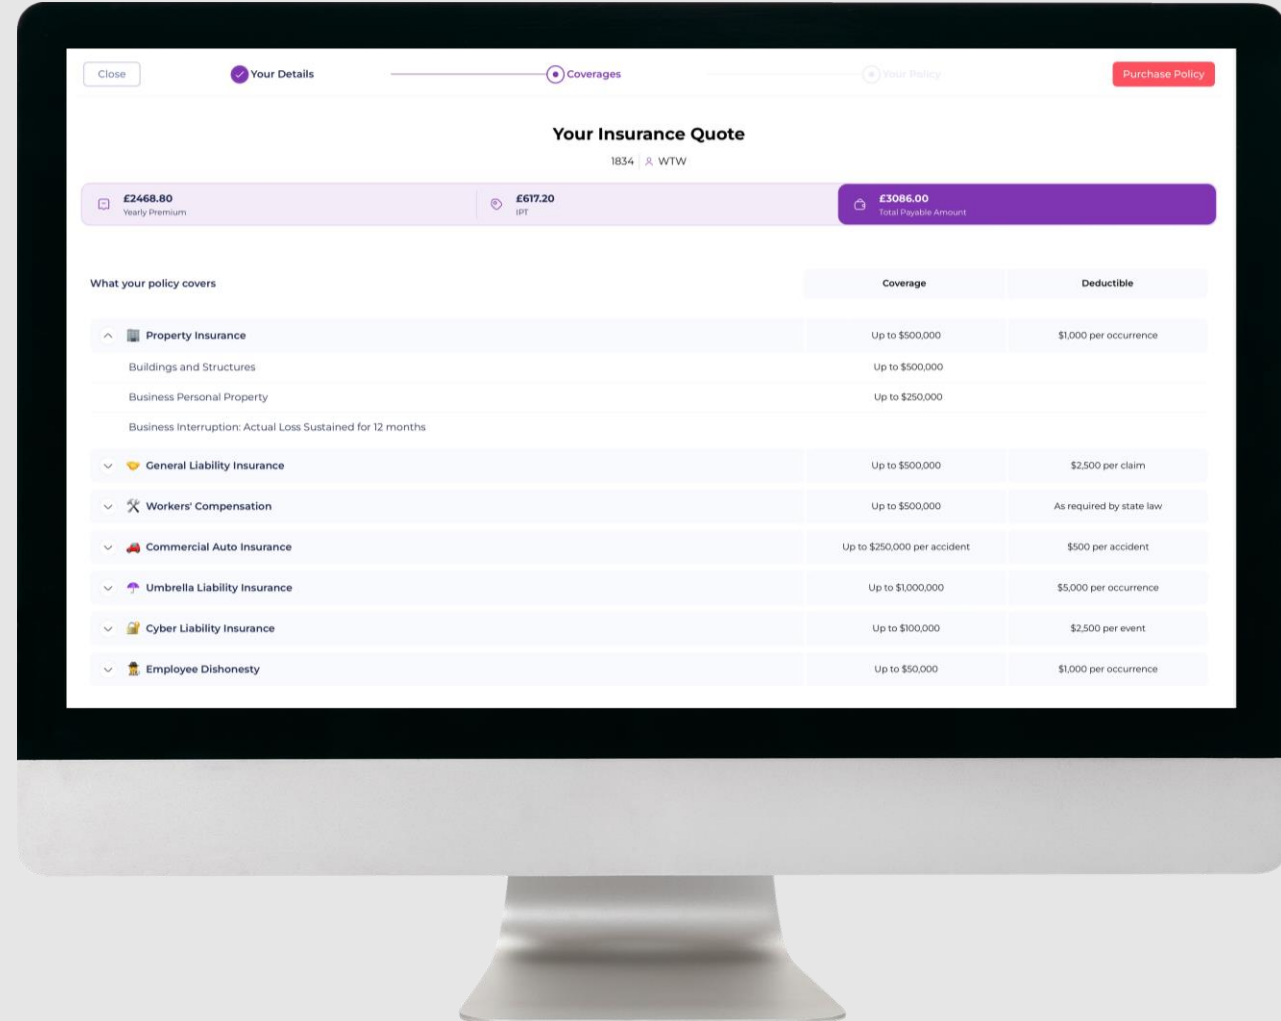 Close
Your Details
Coverages
Your Policy
Purchase Policy
Your Insurance Quote
1834 WTW
£2468.80
Yearly Premium
£617.20
IPT
£3086.00
Total Payable Amount
What your policy covers Coverage Deductible
Property Insurance Up to $500,000 $1,000 per occurrence
Buildings and Structures Up to $500,000
Business Personal Property Up to $250,000
Business Interruption: Actual Loss Sustained for 12 months
General Liability Insurance Up to $500,000 $2,500 per claim
Workers' Compensation Up to $500,000 As required by state law
Commercial Auto Insurance Up to $250,000 per accident $500 per accident
Umbrella Liability Insurance Up to $1,000,000 $5,000 per occurrence
Cyber Liability Insurance Up to $100,000 $2,500 per event
Employee Dishonesty Up to $50,000 $1,000 per occurrence